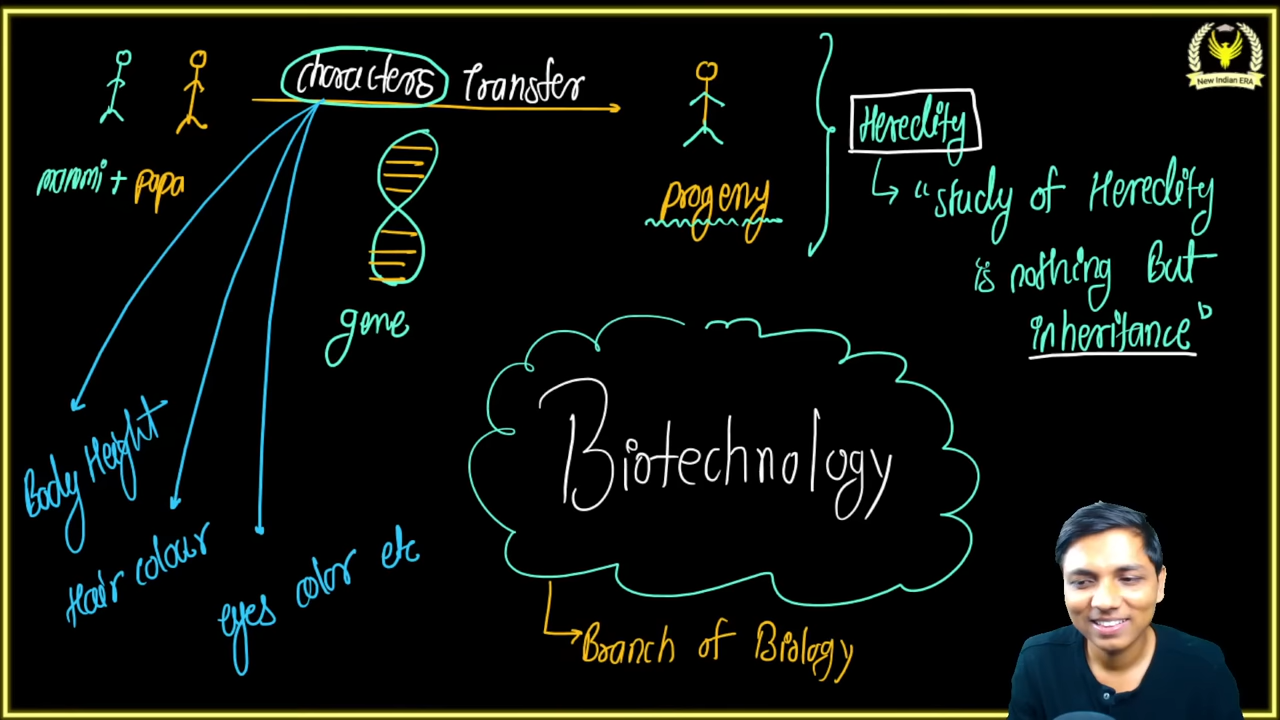 characters Transfer
mammi + papa
gene
progeny
Heredity
"study of Heredity
is nothing But
inheritance"
New Indian ERA
Body Height
Hair colour
eyes color etc
Biotechnology
Branch of Biology